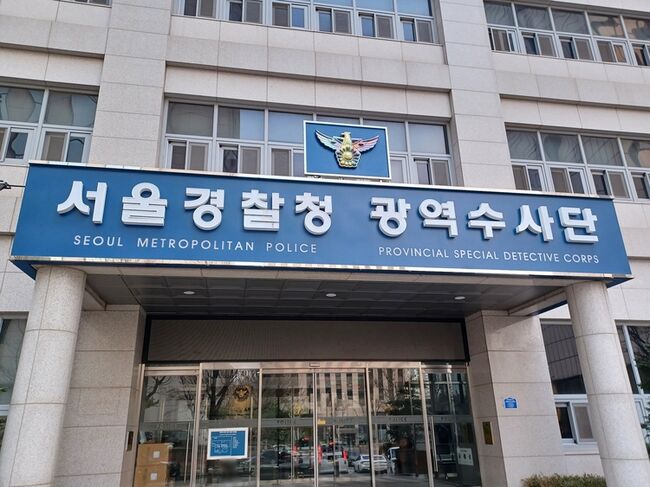 서울경찰청 광역수사단
SEOUL METROPOLITAN POLICE PROVINCIAL SPECIAL DETECTIVE CORPS